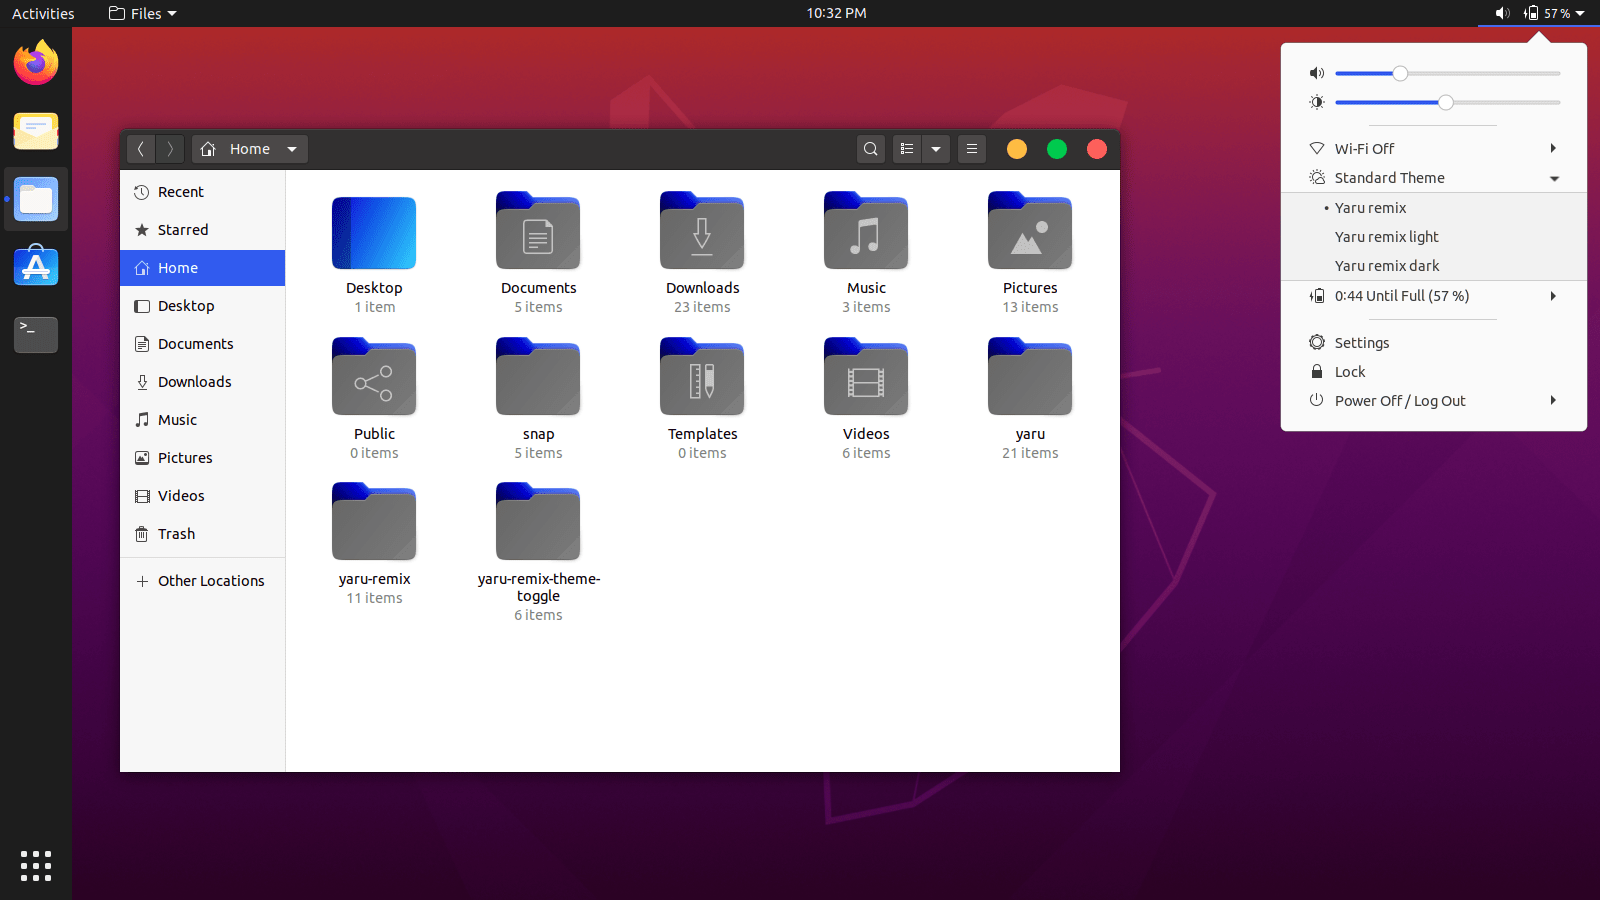 Activities
Files
10:32 PM
57 %
Home
Recent
Starred
Home
Desktop
Documents
Downloads
Music
Pictures
Videos
Trash
Other Locations
Desktop
1 item
Documents
5 items
Downloads
23 items
Music
3 items
Pictures
13 items
Public
0 items
snap
5 items
Templates
0 items
Videos
6 items
yaru
21 items
yaru-remix
11 items
yaru-remix-theme-
toggle
6 items
Wi-Fi Off
Standard Theme
• Yaru remix
Yaru remix light
Yaru remix dark
0:44 Until Full (57 %)
Settings
Lock
Power Off / Log Out
>_